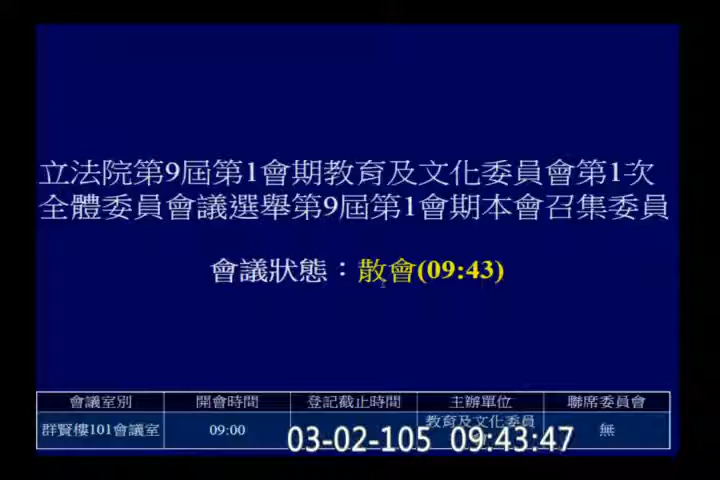 立法院第9屆第1會期教育及文化委員會第1次
全體委員會議選舉第9屆第1會期本會召集委員
會議狀態：散會(09:43)
會議室別 開會時間 登記截止時間 主辦單位 聯席委員會
群賢樓101會議室 09:00 教育及文化委員 無
03-02-105 09:43:47